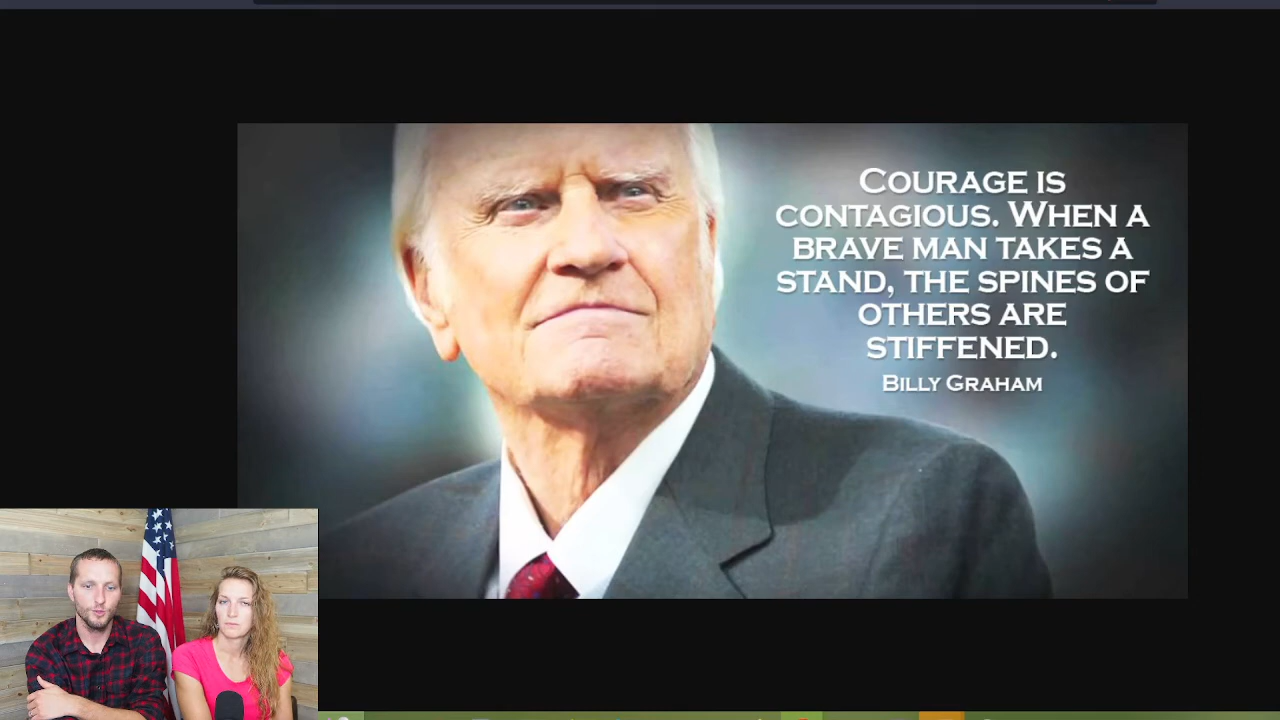 COURAGE IS
CONTAGIOUS. WHEN A
BRAVE MAN TAKES A
STAND, THE SPINES OF
OTHERS ARE
STIFFENED.
BILLY GRAHAM